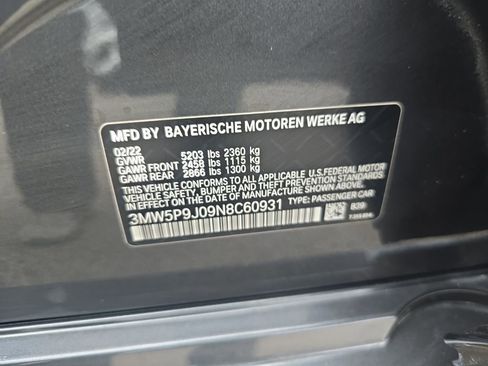 MFD BY BAYERISCHE MOTOREN WERKE AG
02/22
GVWR 5203 lbs 2360 kg
GAWR FRONT 2458 lbs 1115 kg
GAWR REAR 2866 lbs 1300 kg
THIS VEHICLE CONFORMS TO ALL APPLICABLE U.S.FEDERAL MOTOR
VEHICLE SAFETY, BUMPER, AND THEFT PREVENTION STANDARDS
IN EFFECT ON THE DATE OF MANUFACTURE SHOWN ABOVE.
3MW5P9J09N8C60931 TYPE: PASSENGER CAR
B39